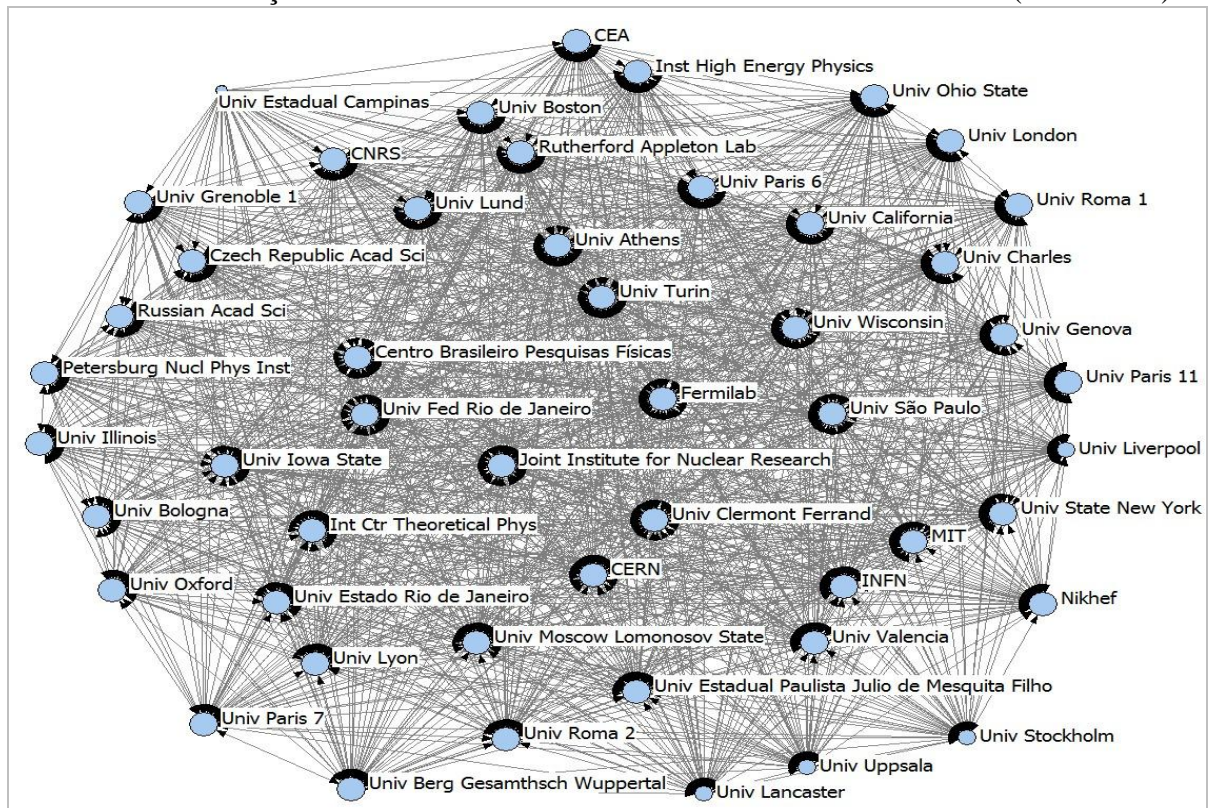 CEA
Inst High Energy Physics
Univ Estadual Campinas
Univ Ohio State
Univ Boston
Univ London
Rutherford Appleton Lab
CNRS
Univ Paris 6
Univ Grenoble 1
Univ Lund
Univ Roma 1
Univ California
Univ Athens
Czech Republic Acad Sci
Univ Charles
Univ Turin
Russian Acad Sci
Univ Wisconsin
Univ Genova
Centro Brasileiro Pesquisas Físicas
Petersburg Nucl Phys Inst
Univ Paris 11
Fermilab
Univ Fed Rio de Janeiro
Univ São Paulo
Univ Illinois
Univ Liverpool
Univ Iowa State
Joint Institute for Nuclear Research
Univ State New York
Univ Bologna
Univ Clermont Ferrand
Int Ctr Theoretical Phys
MIT
CERN
Univ Oxford
INFN
Univ Estado Rio de Janeiro
Nikhef
Univ Moscow Lomonosov State
Univ Valencia
Univ Lyon
Univ Estadual Paulista Julio de Mesquita Filho
Univ Paris 7
Univ Roma 2
Univ Stockholm
Univ Uppsala
Univ Berg Gesamthsch Wuppertal
Univ Lancaster